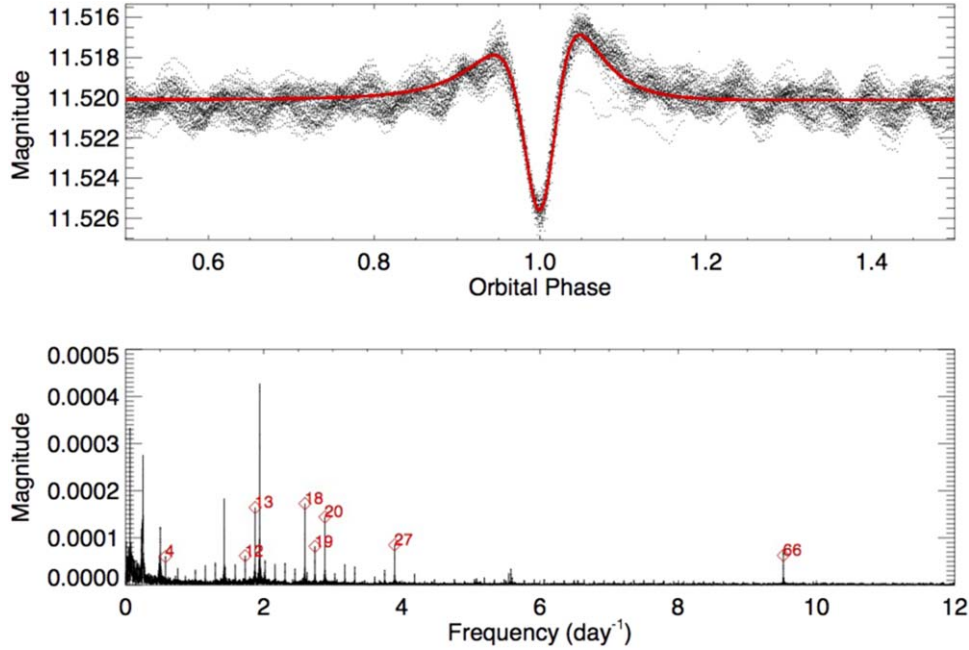 11.516
11.518
11.520
11.522
11.524
11.526
Magnitude
0.6 0.8 1.0 1.2 1.4
Orbital Phase
0.0005
0.0004
0.0003
0.0002
0.0001
0.0000
Magnitude
4 12 13 18 19 20 27 66
0 2 4 6 8 10 12
Frequency (day⁻¹)